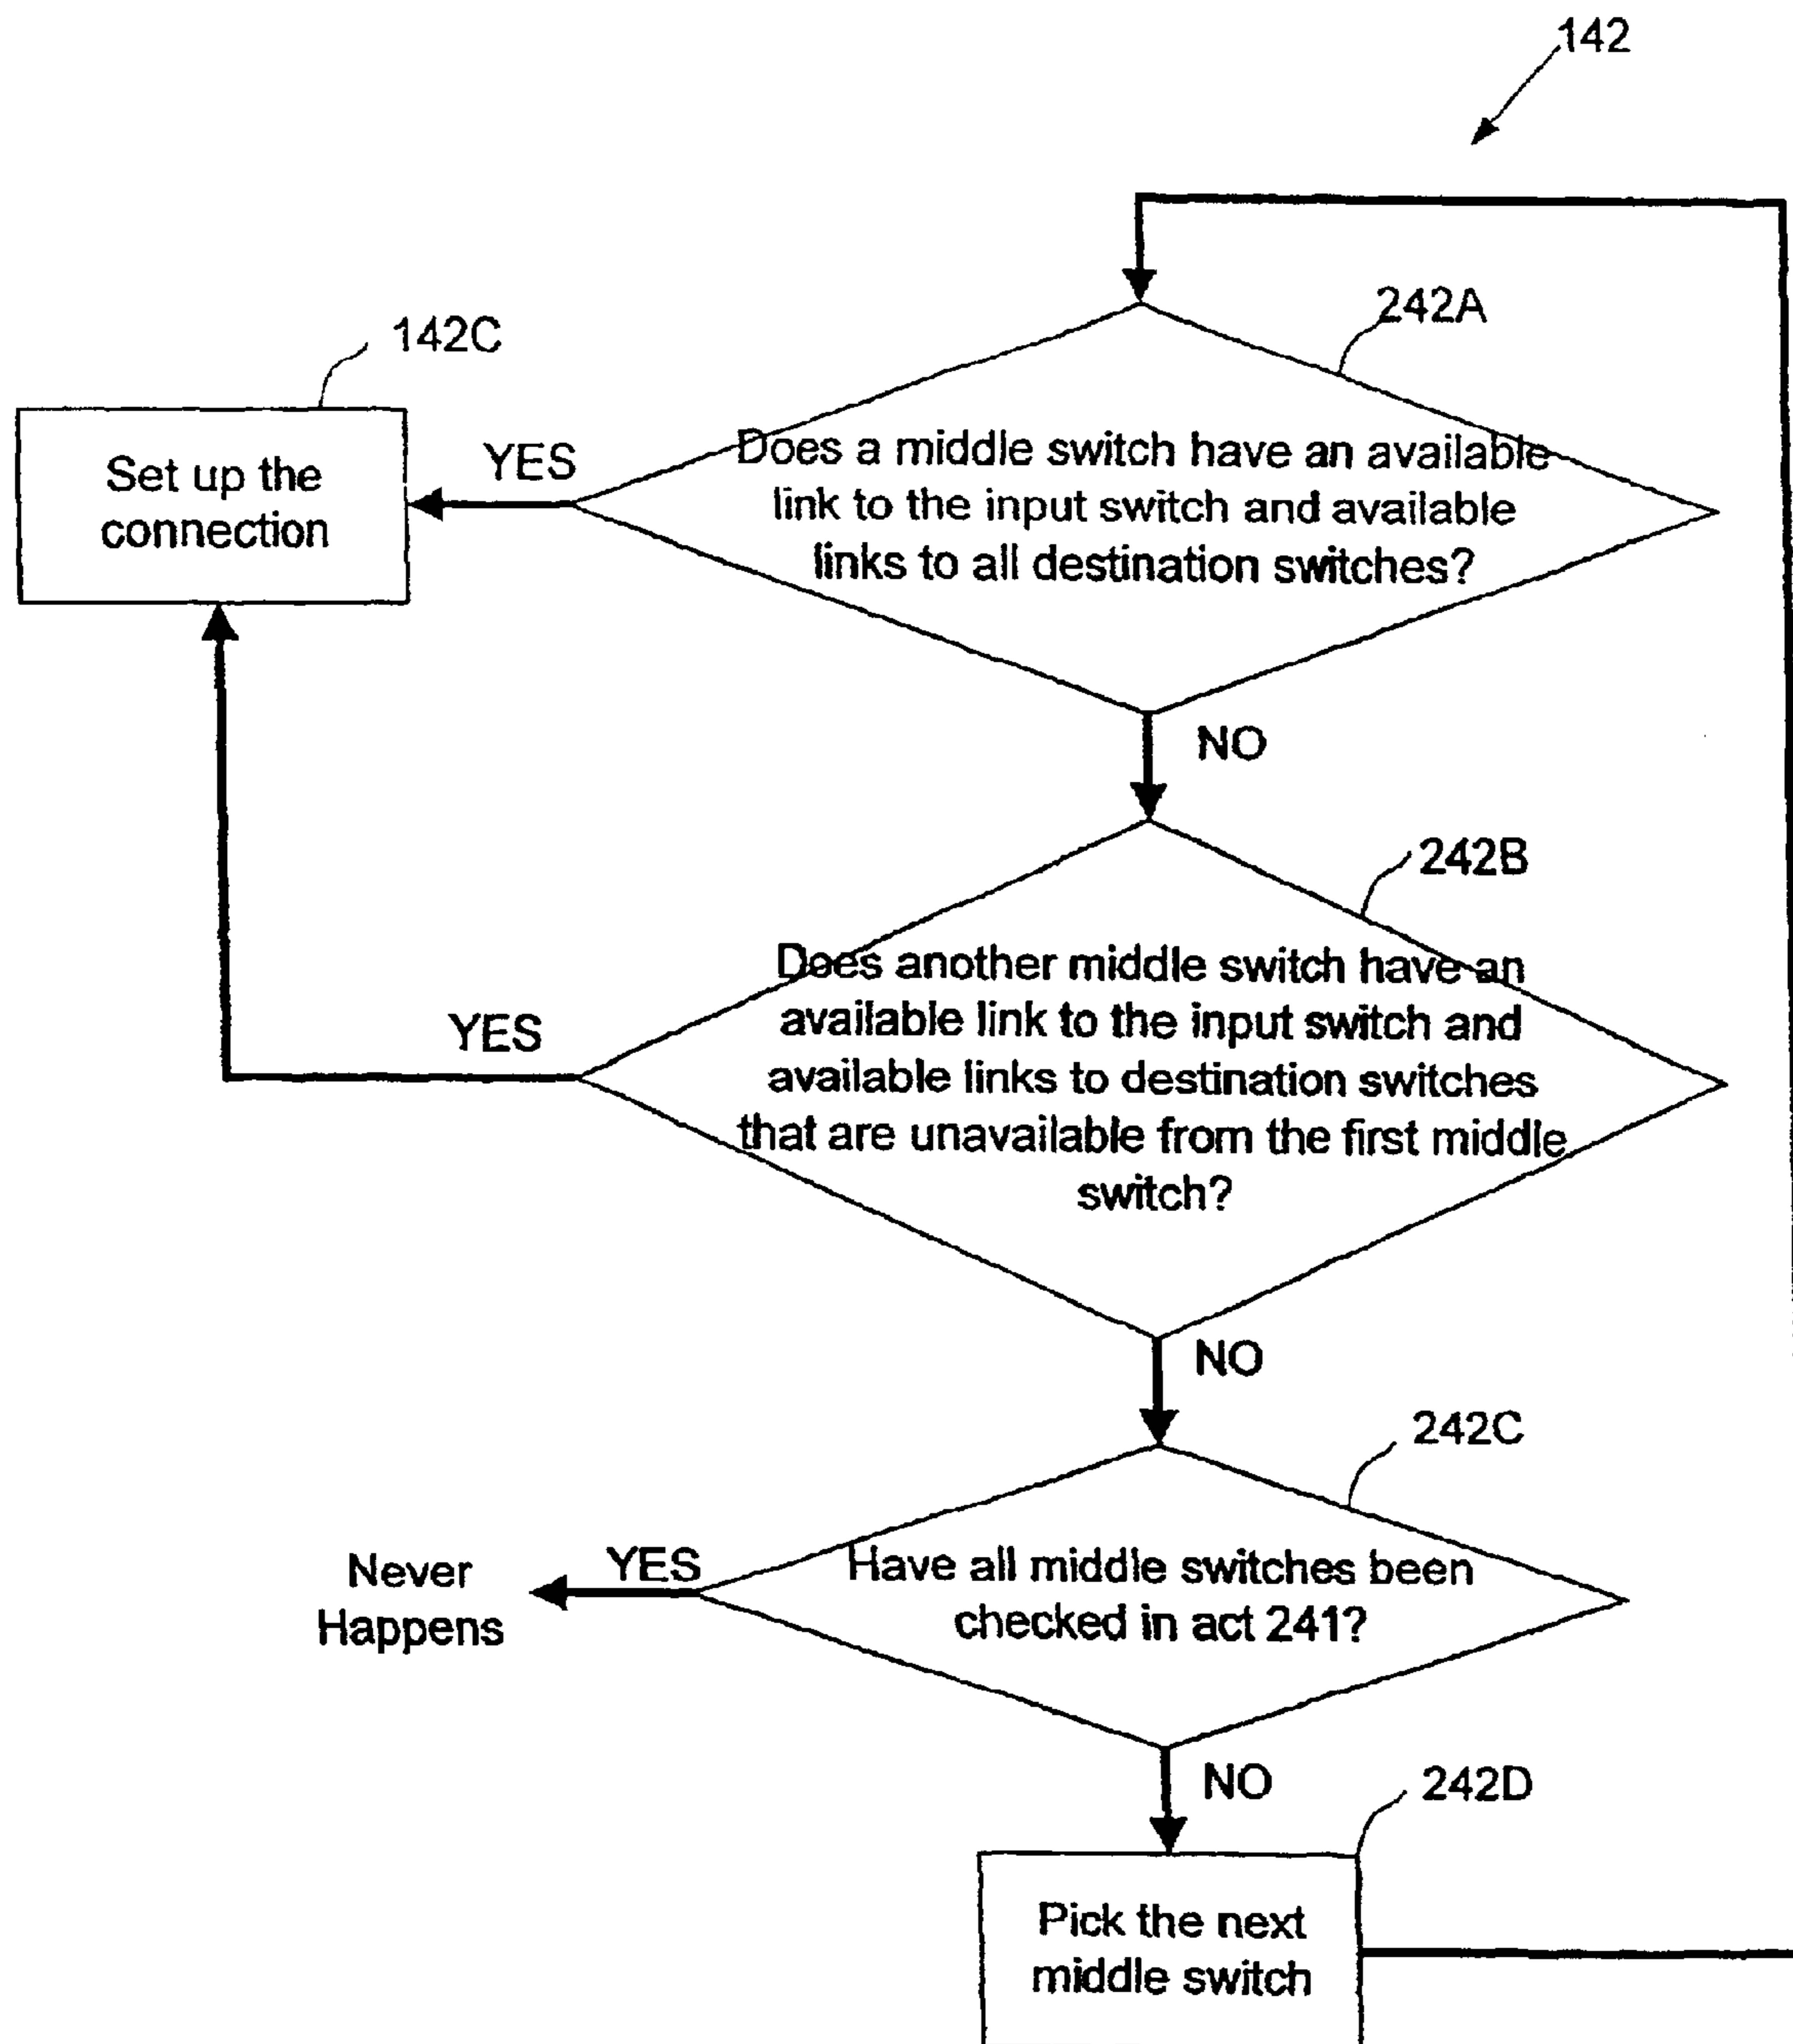 142
242A
142C
Set up the
connection
YES
Does a middle switch have an available
link to the input switch and available
links to all destination switches?
NO
242B
YES
Does another middle switch have an
available link to the input switch and
available links to destination switches
that are unavailable from the first middle
switch?
NO
242C
Never
Happens
YES
Have all middle switches been
checked in act 241?
NO
242D
Pick the next
middle switch